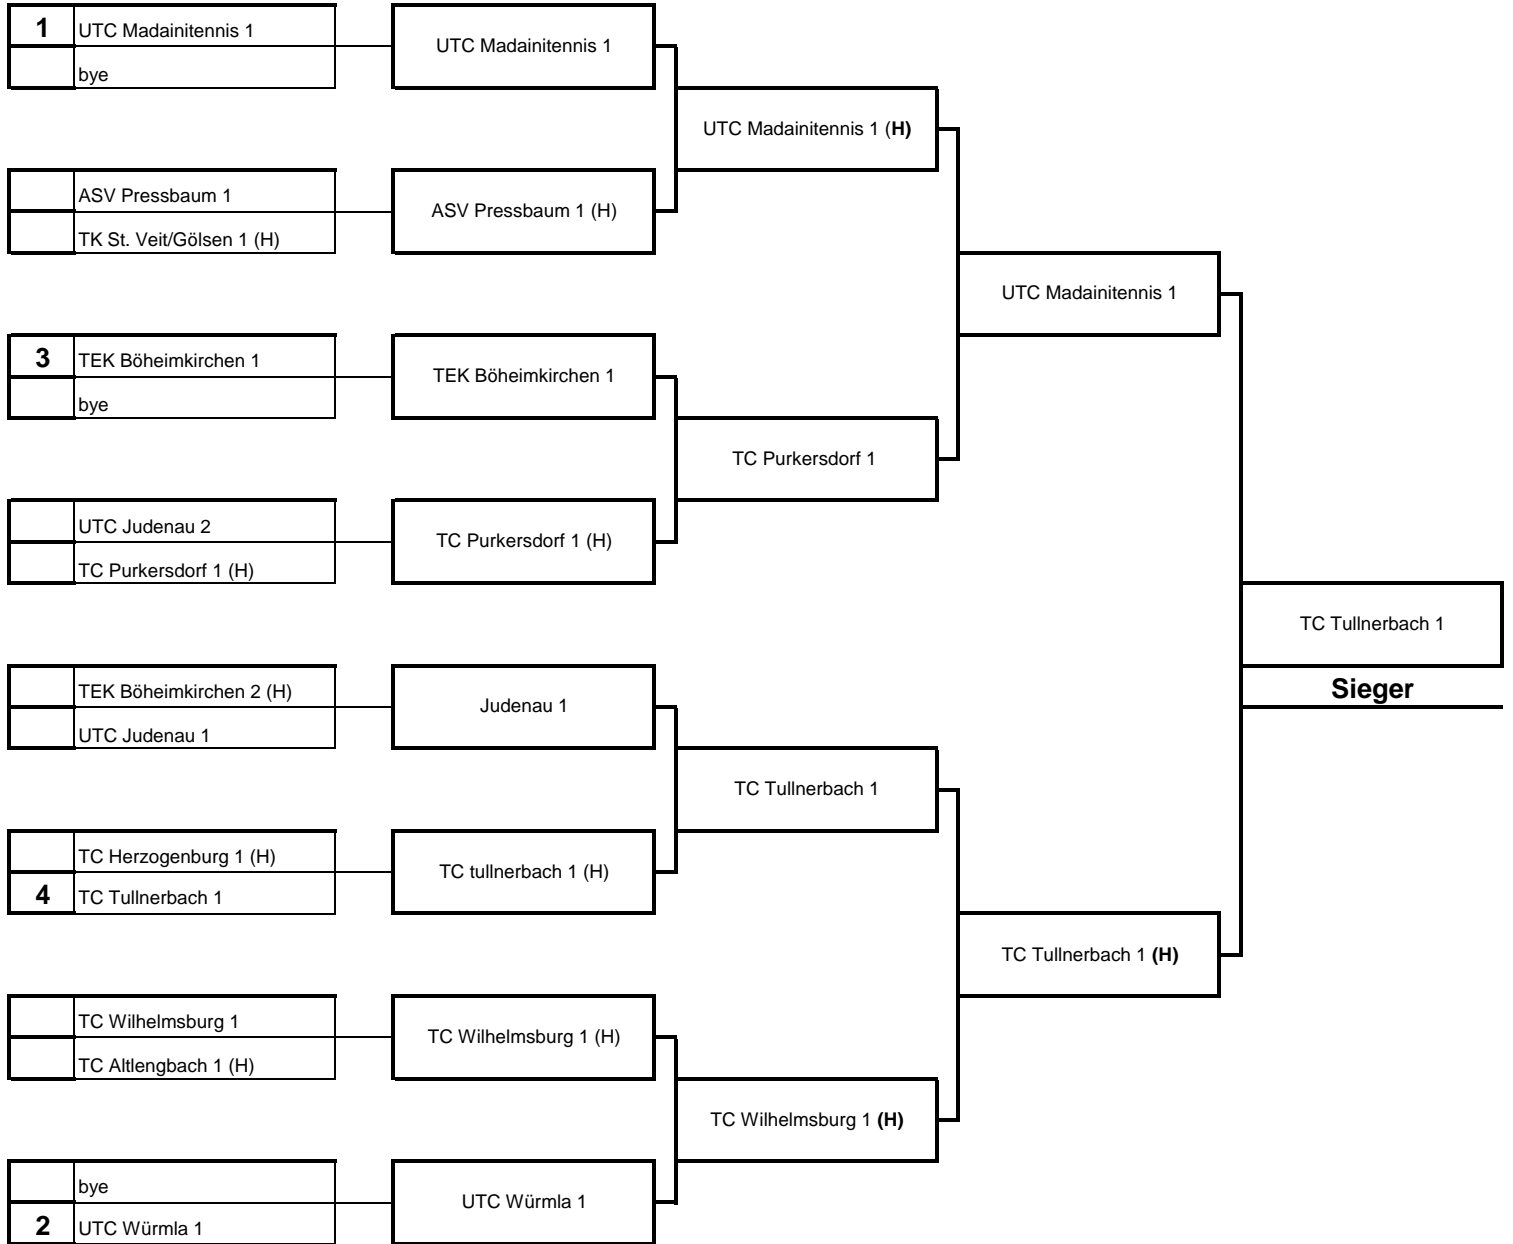 1 UTC Madainitennis 1
bye
ASV Pressbaum 1
TK St. Veit/Gölsen 1 (H)
3 TEK Böheimkirchen 1
bye
UTC Judenau 2
TC Purkersdorf 1 (H)
TEK Böheimkirchen 2 (H)
UTC Judenau 1
TC Herzogenburg 1 (H)
4 TC Tullnerbach 1
TC Wilhelmsburg 1
TC Altlengbach 1 (H)
bye
2 UTC Würmla 1
UTC Madainitennis 1
ASV Pressbaum 1 (H)
TEK Böheimkirchen 1
TC Purkersdorf 1 (H)
Judenau 1
TC tullnerbach 1 (H)
TC Wilhelmsburg 1 (H)
UTC Würmla 1
UTC Madainitennis 1 (H)
TC Purkersdorf 1
TC Tullnerbach 1
TC Wilhelmsburg 1 (H)
UTC Madainitennis 1
TC Tullnerbach 1 (H)
TC Tullnerbach 1
Sieger